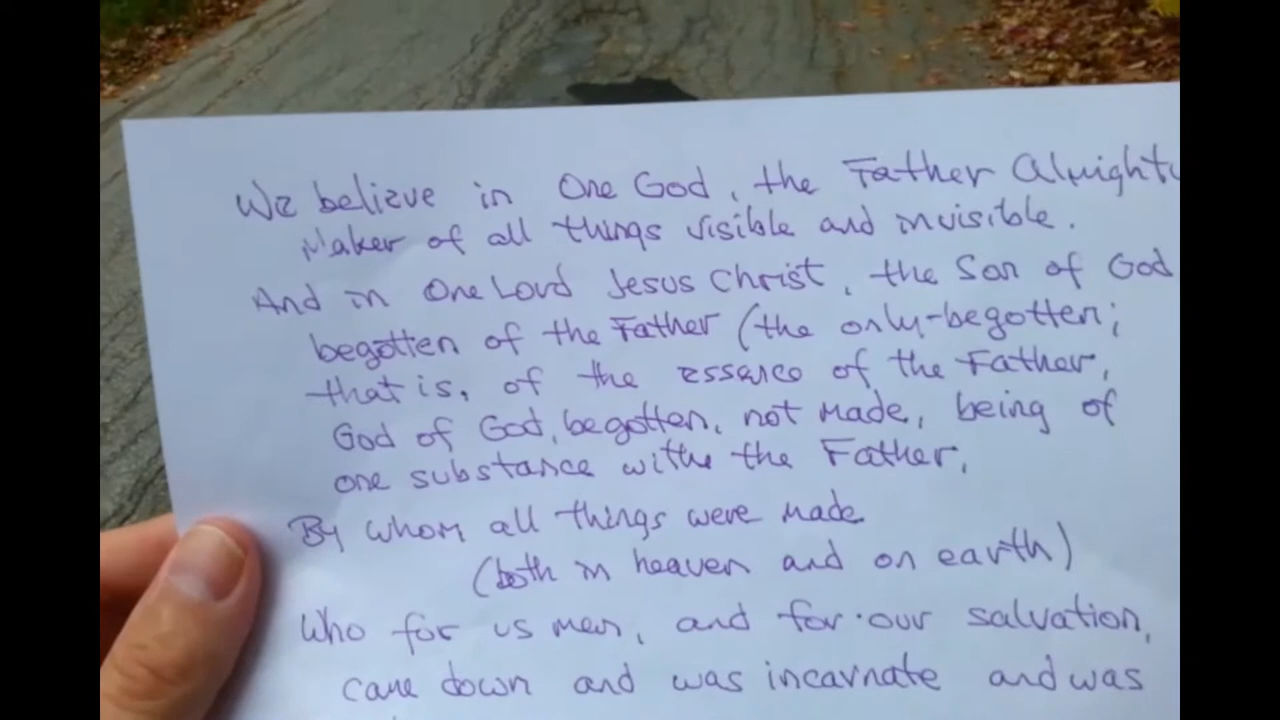 We believe in One God, the Father Almighty
Maker of all things visible and invisible.
And in One Lord Jesus Christ, the Son of God
begotten of the Father (the only-begotten;
that is, of the essence of the Father,
God of God, begotten, not made, being of
one substance withe the Father,
By whom all things were made
(both in heaven and on earth)
Who for us men, and for our salvation,
came down and was incarnate and was